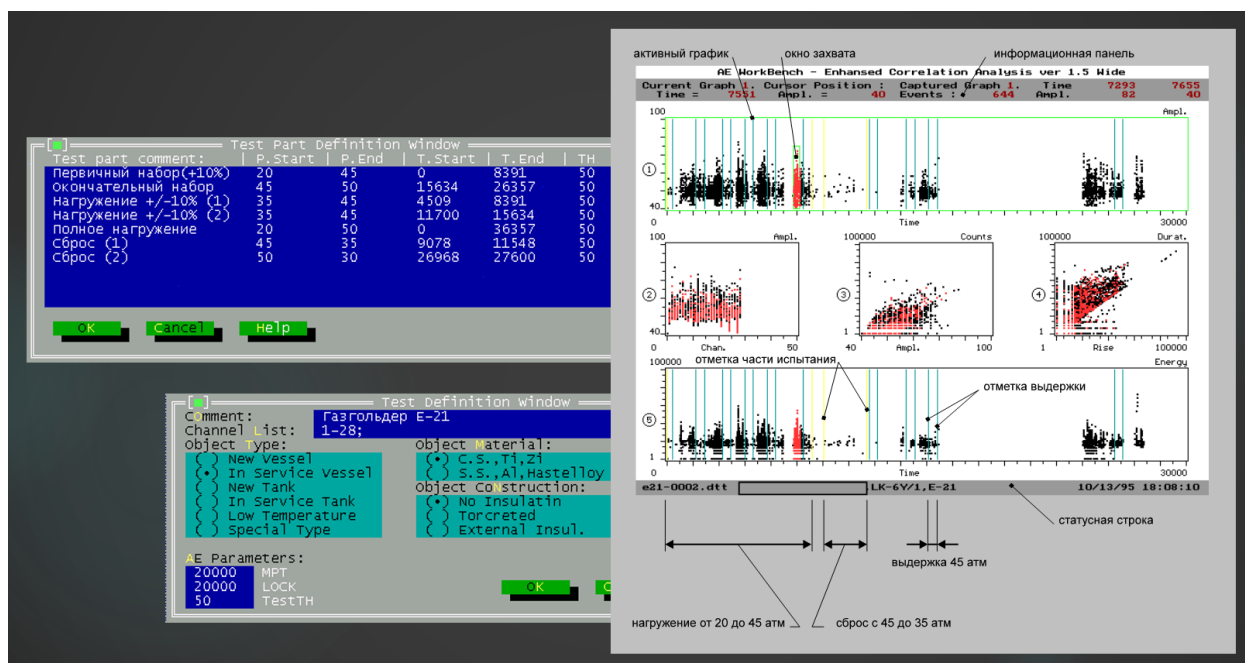 Test Part Definition Window
Test part comment: | P.Start | P.End | T.Start | T.End | TH
Первичный набор(+10%) 20 45 0 8391 50
Окончательный набор 45 50 15634 26357 50
Нагружение +/-10% (1) 35 45 4509 8391 50
Нагружение +/-10% (2) 35 45 11700 15634 50
Полное нагружение 20 50 0 36357 50
Сброс (1) 45 35 9078 11548 50
Сброс (2) 50 30 26968 27600 50
OK Cancel Help
Test Definition Window
Comment: Газгольдер Е-21
Channel List: 1-28;
Object Type: Object Material:
( ) New Vessel (•) C.S.,Ti,Zi
(•) In Service Vessel ( ) S.S.,Al,Hastelloy
( ) New Tank Object CoNstruction:
( ) In Service Tank (•) No Insulatin
( ) Low Temperature ( ) Torcreted
( ) Special Type ( ) External Insul.
AE Parameters:
20000 MPT
20000 LOCK
50 TestTH
OK C
активный график окно захвата информационная панель
AE WorkBench - Enhansed Correlation Analysis ver 1.5 Wide
Current Graph 1. Cursor Position : Captured Graph 1. Time 7293 7655
Time = 7551 Ampl. = 40 Events : 644 Ampl. 82 40
100 Ampl.
1
40
0 Time 30000
100 Ampl. 100000 Counts 100000 Durat.
2 3 4
40 1 1
0 Chan. 50 40 Ampl. 100 1 Rise 100000
отметка части испытания
100000 Energy
отметка выдержки
5
1
0 Time 30000
e21-0002.dtt LK-6Y/1,E-21 10/13/95 18:08:10
статусная строка
выдержка 45 атм
нагружение от 20 до 45 атм сброс с 45 до 35 атм